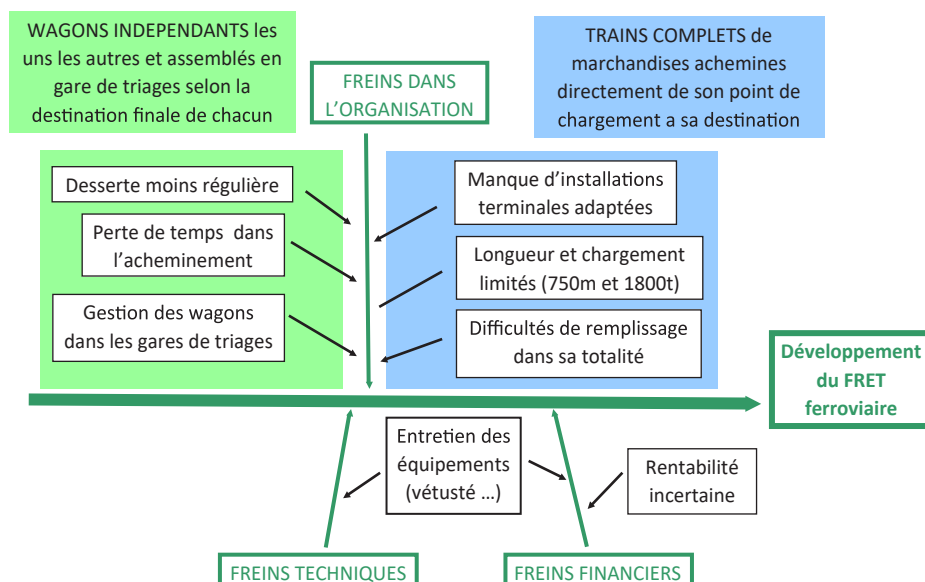 WAGONS INDEPENDANTS les
uns les autres et assemblés en
gare de triages selon la
destination finale de chacun
FREINS DANS
L'ORGANISATION
TRAINS COMPLETS de
marchandises achemines
directement de son point de
chargement a sa destination
Desserte moins régulière
Perte de temps dans
l'acheminement
Gestion des wagons
dans les gares de triages
Manque d'installations
terminales adaptées
Longueur et chargement
limités (750m et 1800t)
Difficultés de remplissage
dans sa totalité
Développement
du FRET
ferroviaire
Entretien des
équipements
(vétusté ...)
Rentabilité
incertaine
FREINS TECHNIQUES
FREINS FINANCIERS